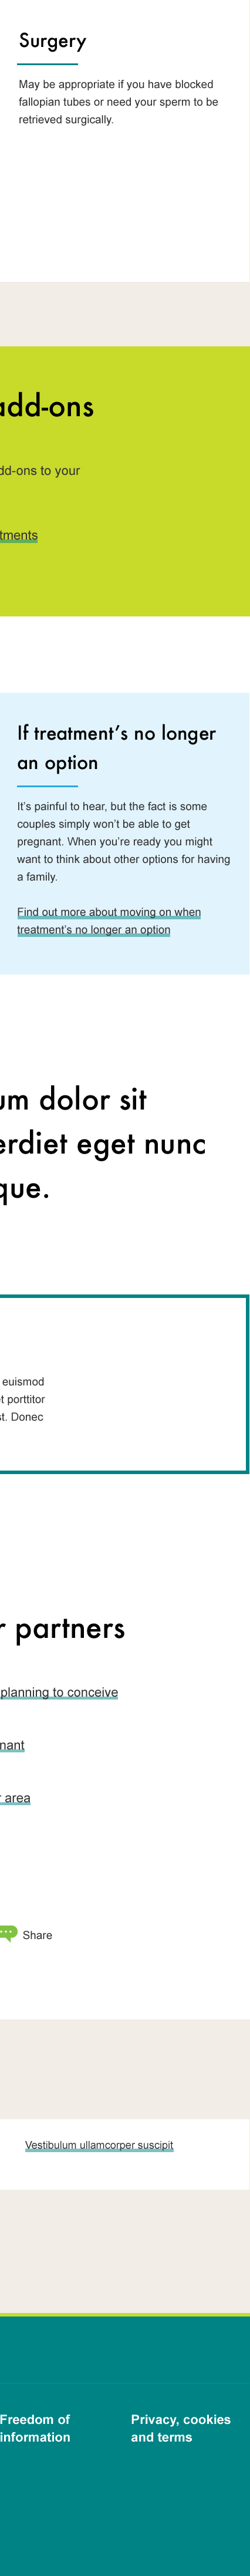 Surgery
May be appropriate if you have blocked
fallopian tubes or need your sperm to be
retrieved surgically.
add-ons
dd-ons to your
tments
If treatment's no longer
an option
It's painful to hear, but the fact is some
couples simply won't be able to get
pregnant. When you're ready you might
want to think about other options for having
a family.
Find out more about moving on when
treatment's no longer an option
um dolor sit
erdiet eget nunc
que.
euismod
t porttitor
st. Donec
r partners
planning to conceive
nant
r area
Share
Vestibulum ullamcorper suscipit
Freedom of
information
Privacy, cookies
and terms